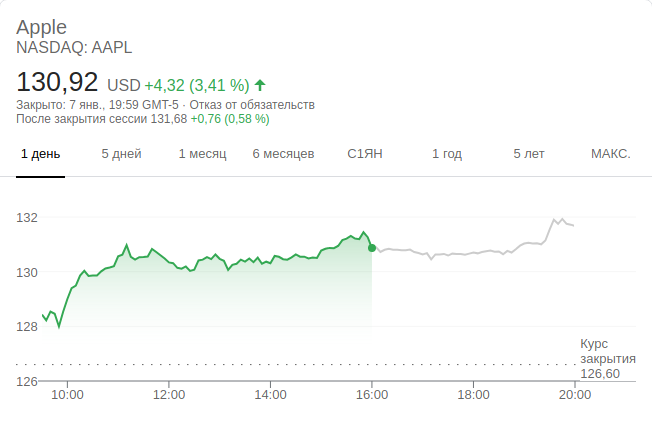 Apple
NASDAQ: AAPL
130,92 USD +4,32 (3,41 %)
Закрыто: 7 янв., 19:59 GMT-5 · Отказ от обязательств
После закрытия сессии 131,68 +0,76 (0,58 %)
1 день 5 дней 1 месяц 6 месяцев С1ЯН 1 год 5 лет МАКС.
132
130
128
126
Курс
закрытия
126,60
10:00 12:00 14:00 16:00 18:00 20:00